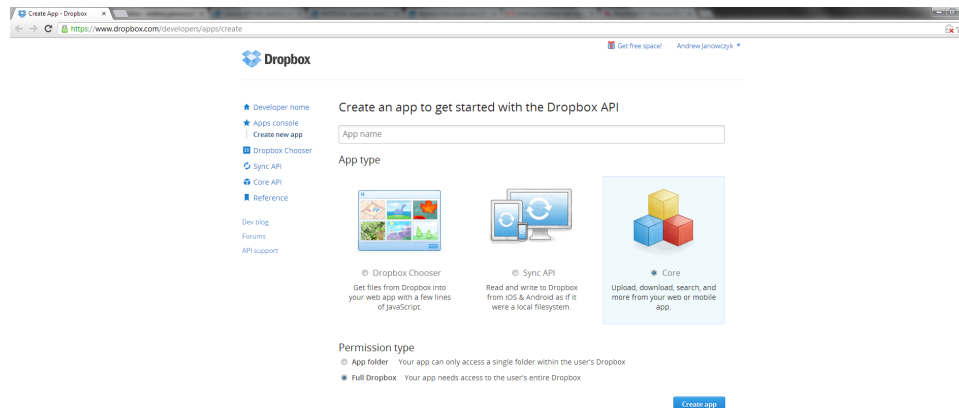 Create App - Dropbox
https://www.dropbox.com/developers/apps/create
Get free space! Andrew Janowczyk
Dropbox
Developer home
Apps console
Create new app
Dropbox Chooser
Sync API
Core API
Reference
Dev blog
Forums
API support
Create an app to get started with the Dropbox API
App name
App type
Dropbox Chooser
Get files from Dropbox into
your web app with a few lines
of JavaScript.
Sync API
Read and write to Dropbox
from iOS & Android as if it
were a local filesystem.
Core
Upload, download, search, and
more from your web or mobile
app.
Permission type
App folder Your app can only access a single folder within the user's Dropbox
Full Dropbox Your app needs access to the user's entire Dropbox
Create app